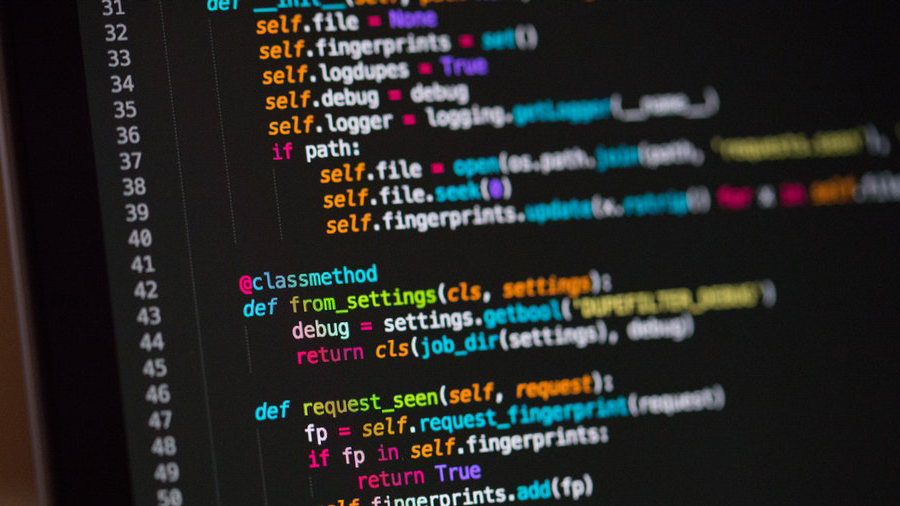 31 def __init__(self,
32 self.file = None
33 self.fingerprints = set()
34 self.logdupes = True
35 self.debug = debug
36 self.logger = logging.getLogger(__name__)
37 if path:
38 self.file = open(os.path.join(path, 'requests.seen'),
39 self.file.seek(0)
40 self.fingerprints.update(x.rstrip() for x in self.file
41
42 @classmethod
43 def from_settings(cls, settings):
44 debug = settings.getbool('DUPEFILTER_DEBUG')
45 return cls(job_dir(settings), debug)
46
47 def request_seen(self, request):
48 fp = self.request_fingerprint(request)
49 if fp in self.fingerprints:
50 return True
self.fingerprints.add(fp)